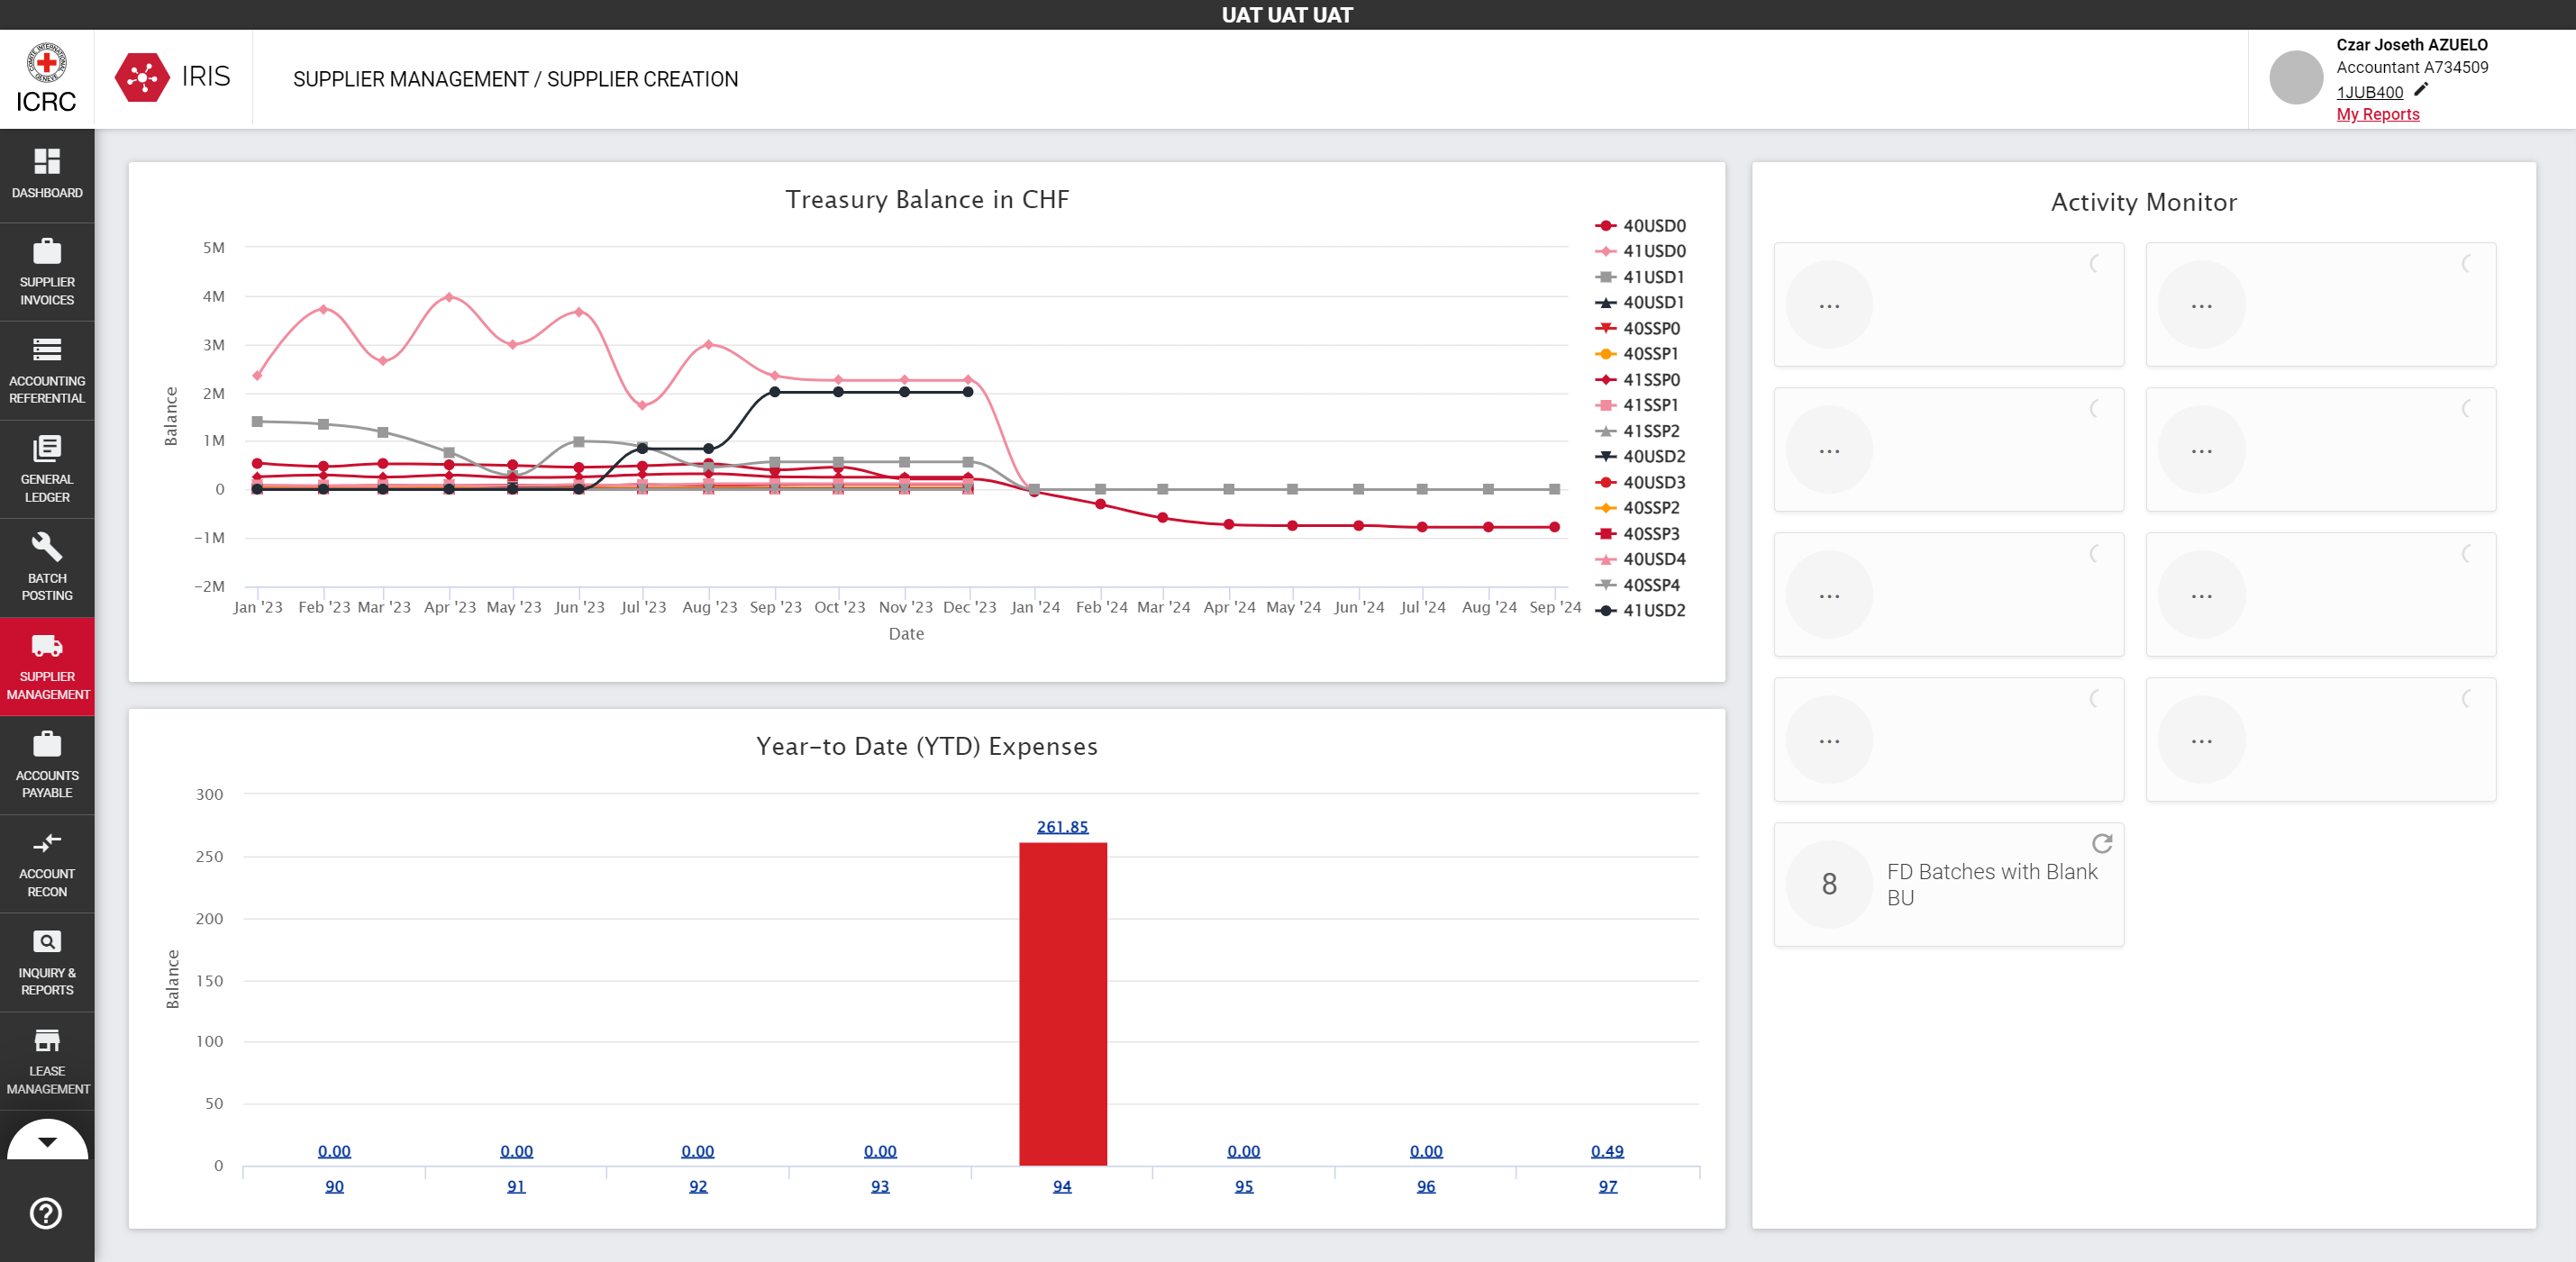 UAT UAT UAT
COMITE INTERNATIONAL GENEVE
ICRC
IRIS
SUPPLIER MANAGEMENT / SUPPLIER CREATION
Czar Joseth AZUELO
Accountant A734509
1JUB400
My Reports
DASHBOARD
SUPPLIER
INVOICES
ACCOUNTING
REFERENTIAL
GENERAL
LEDGER
BATCH
POSTING
SUPPLIER
MANAGEMENT
ACCOUNTS
PAYABLE
ACCOUNT
RECON
INQUIRY &
REPORTS
LEASE
MANAGEMENT
Treasury Balance in CHF
5M
4M
3M
2M
1M
0
-1M
-2M
Balance
Jan '23 Feb '23 Mar '23 Apr '23 May '23 Jun '23 Jul '23 Aug '23 Sep '23 Oct '23 Nov '23 Dec '23 Jan '24 Feb '24 Mar '24 Apr '24 May '24 Jun '24 Jul '24 Aug '24 Sep '24
Date
40USD0
41USD0
41USD1
40USD1
40SSP0
40SSP1
41SSP0
41SSP1
41SSP2
40USD2
40USD3
40SSP2
40SSP3
40USD4
40SSP4
41USD2
Year-to Date (YTD) Expenses
300
250
200
150
100
50
0
Balance
261.85
0.00 0.00 0.00 0.00 0.00 0.00 0.49
90 91 92 93 94 95 96 97
Activity Monitor
... ...
... ...
... ...
... ...
8
FD Batches with Blank
BU